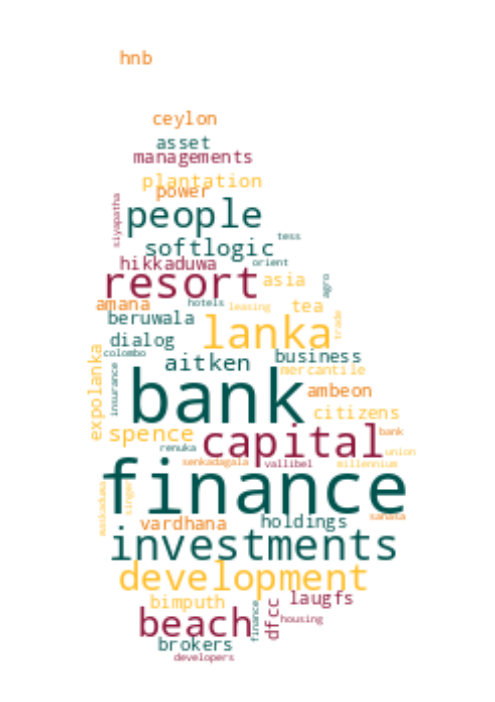 hnb
ceylon
asset
managements
plantation
power
siyapatha
people
tess
softlogic
orient
hikkaduwa
resort
asia
agro
amana
hotels
leasing
tea
beruwala
lanka
trade
dialog
colombo
business
expolanka
insurance
aitken
mercantile
bank
ambeon
citizens
spence
capital
bank
renuka
union
senkadagala
vallibel
millennium
finance
waskaduwa
singer
vardhana
holdings
sanasa
investments
development
bimputh
laugfs
beach
finance
dfcc
housing
brokers
developers